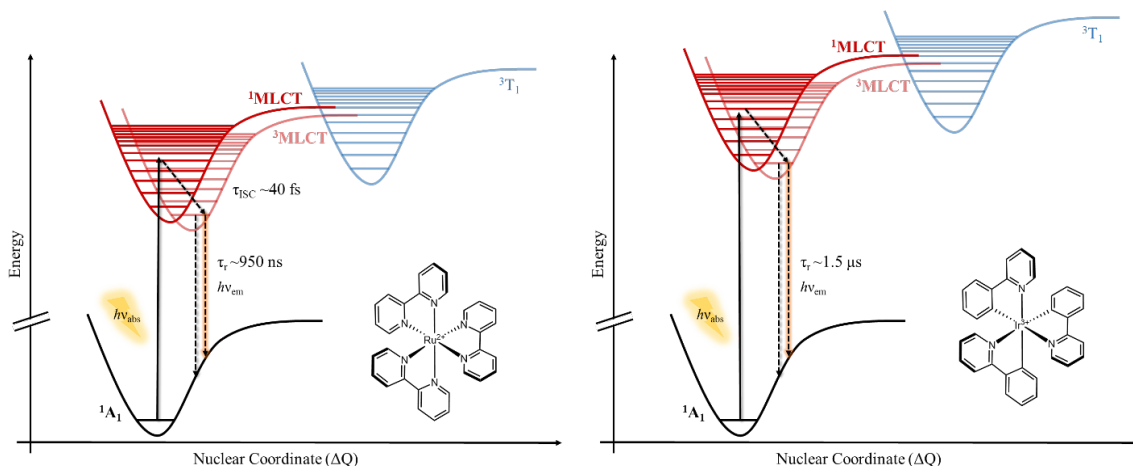 ¹MLCT
³MLCT
³T₁
τ_ISC ~40 fs
τ_r ~950 ns
hν_em
hν_abs
¹A₁
Energy
Nuclear Coordinate (ΔQ)
N
N
N
Ru²⁺
N
N
N
¹MLCT
³MLCT
³T₁
τ_r ~1.5 μs
hν_em
hν_abs
¹A₁
Energy
Nuclear Coordinate (ΔQ)
N
Ir³⁺
N
N